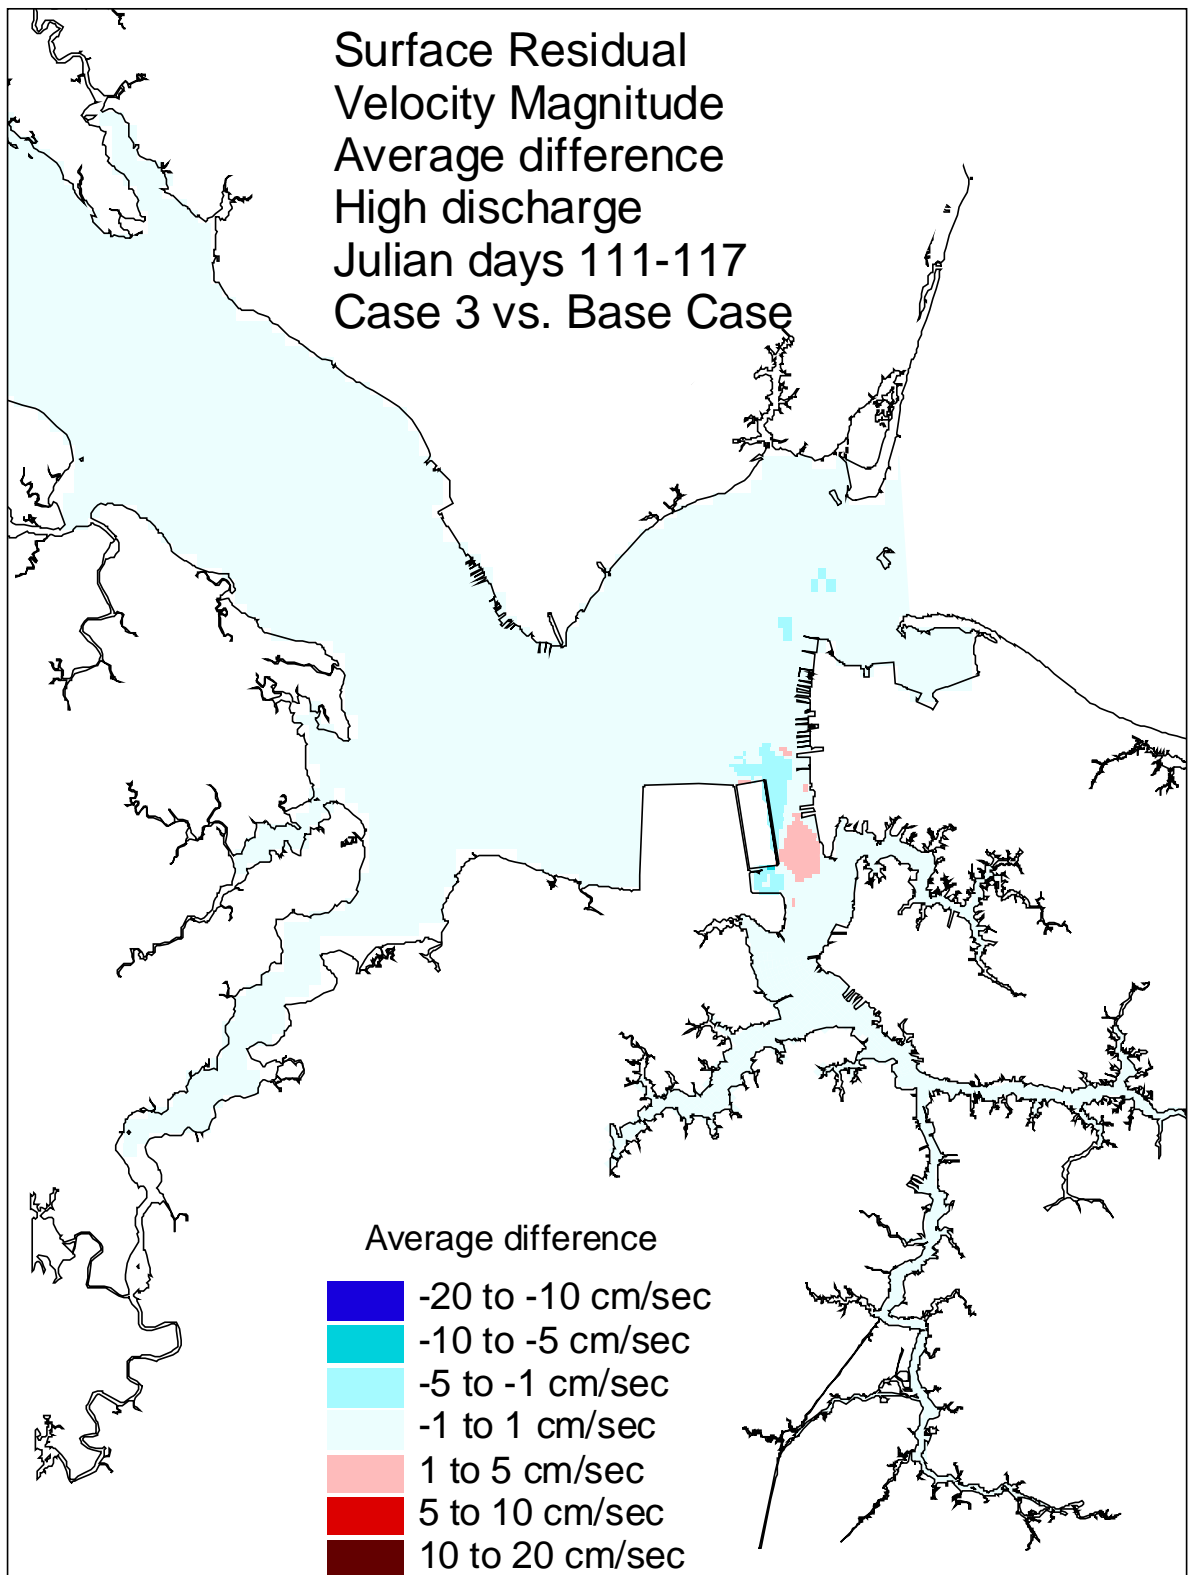 Surface Residual
Velocity Magnitude
Average difference
High discharge
Julian days 111-117
Case 3 vs. Base Case
Average difference
-20 to -10 cm/sec
-10 to -5 cm/sec
-5 to -1 cm/sec
-1 to 1 cm/sec
1 to 5 cm/sec
5 to 10 cm/sec
10 to 20 cm/sec